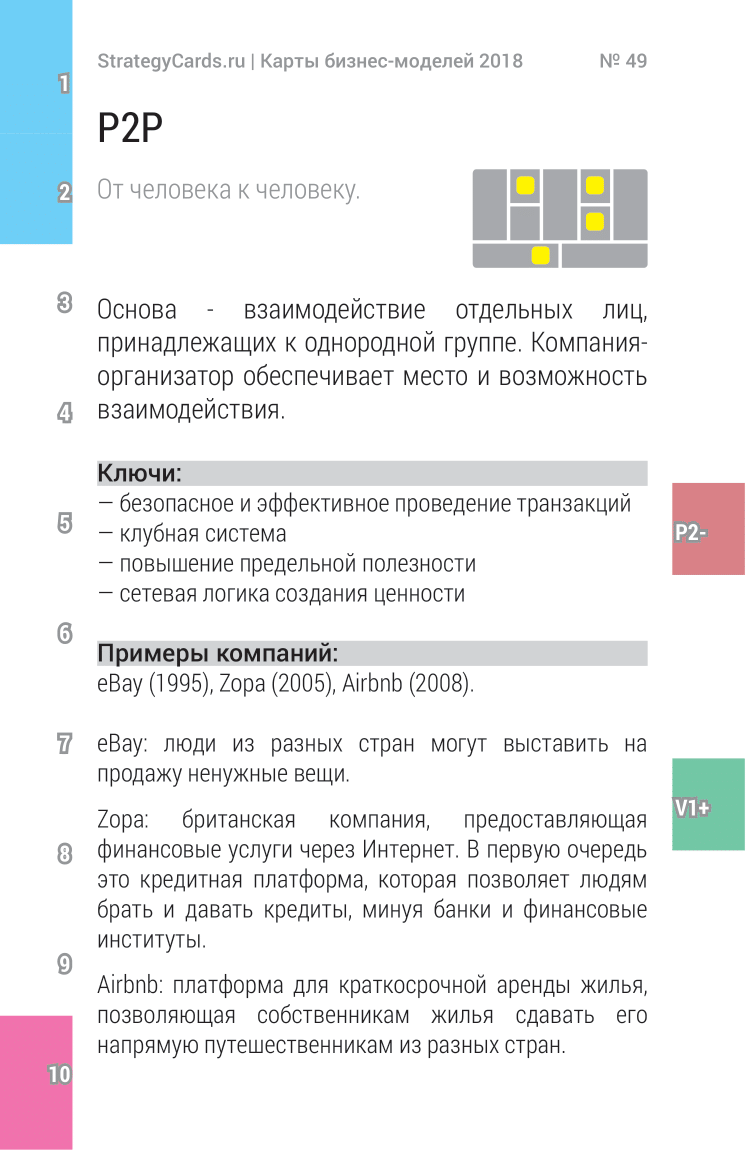 StrategyCards.ru | Карты бизнес-моделей 2018 № 49
1
P2P
2
От человека к человеку.
3
Основа - взаимодействие отдельных лиц,
принадлежащих к однородной группе. Компания-
организатор обеспечивает место и возможность
4
взаимодействия.
Ключи:
— безопасное и эффективное проведение транзакций
5
P2-
— клубная система
— повышение предельной полезности
— сетевая логика создания ценности
6
Примеры компаний:
eBay (1995), Zopa (2005), Airbnb (2008).
7
eBay: люди из разных стран могут выставить на
продажу ненужные вещи.
V1+
Zopa: британская компания, предоставляющая
8
финансовые услуги через Интернет. В первую очередь
это кредитная платформа, которая позволяет людям
брать и давать кредиты, минуя банки и финансовые
институты.
9
Airbnb: платформа для краткосрочной аренды жилья,
позволяющая собственникам жилья сдавать его
напрямую путешественникам из разных стран.
10